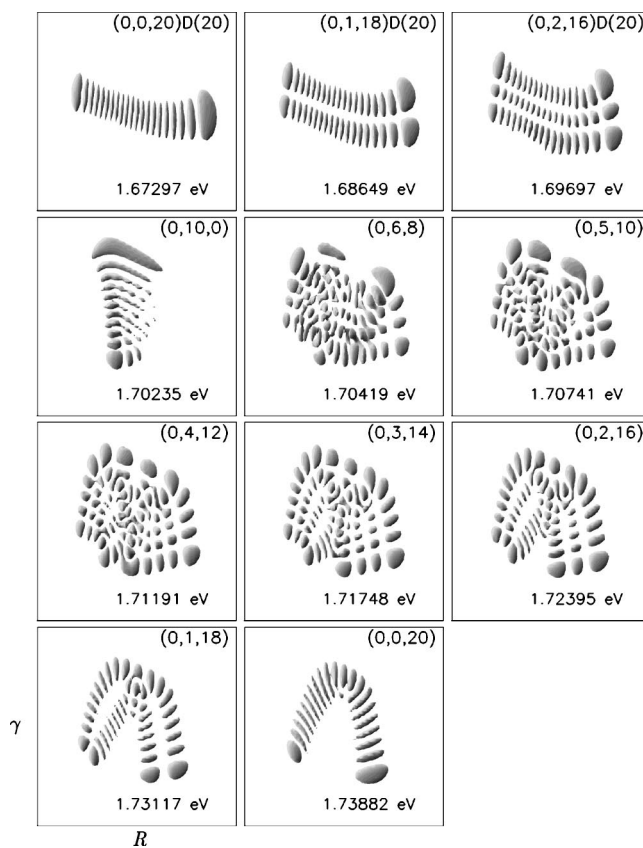 (0,0,20)D(20)
1.67297 eV
(0,1,18)D(20)
1.68649 eV
(0,2,16)D(20)
1.69697 eV
(0,10,0)
1.70235 eV
(0,6,8)
1.70419 eV
(0,5,10)
1.70741 eV
(0,4,12)
1.71191 eV
(0,3,14)
1.71748 eV
(0,2,16)
1.72395 eV
(0,1,18)
1.73117 eV
(0,0,20)
1.73882 eV
γ
R